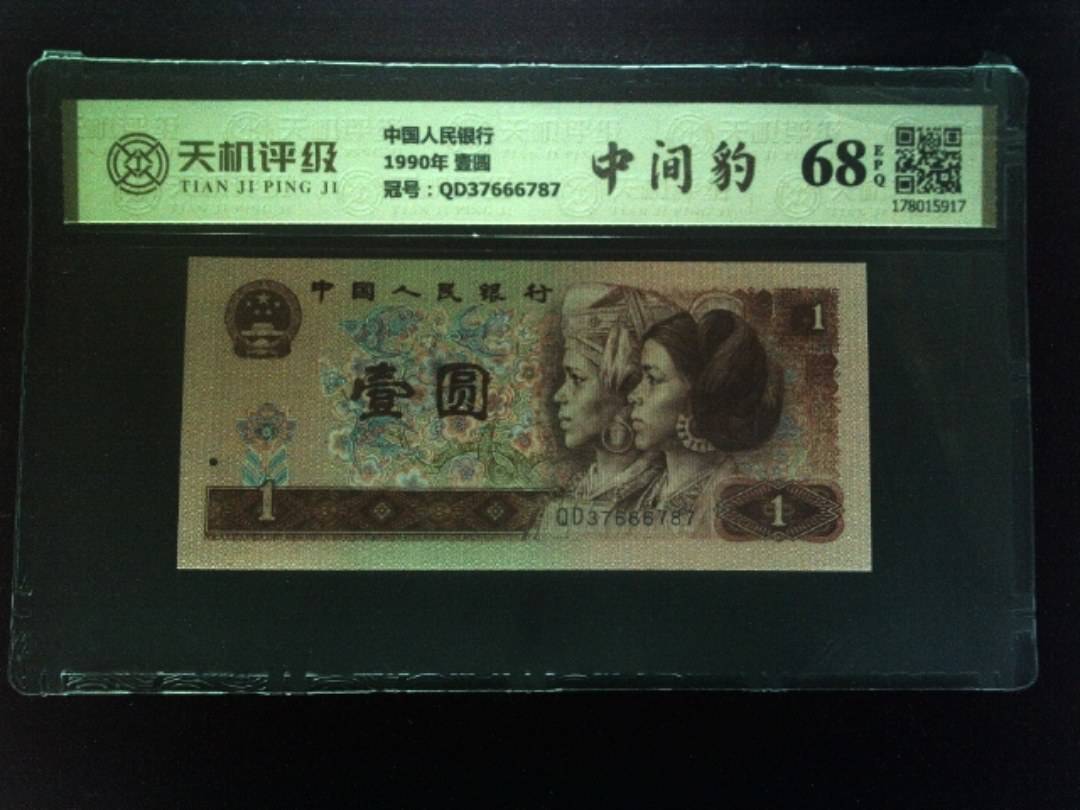 天机评级
TIAN JI PING JI
中国人民银行
1990年 壹圆
冠号：QD37666787
中间豹
68
EPQ
178015917
中国人民银行
壹圆
1
1
QD37666787
1